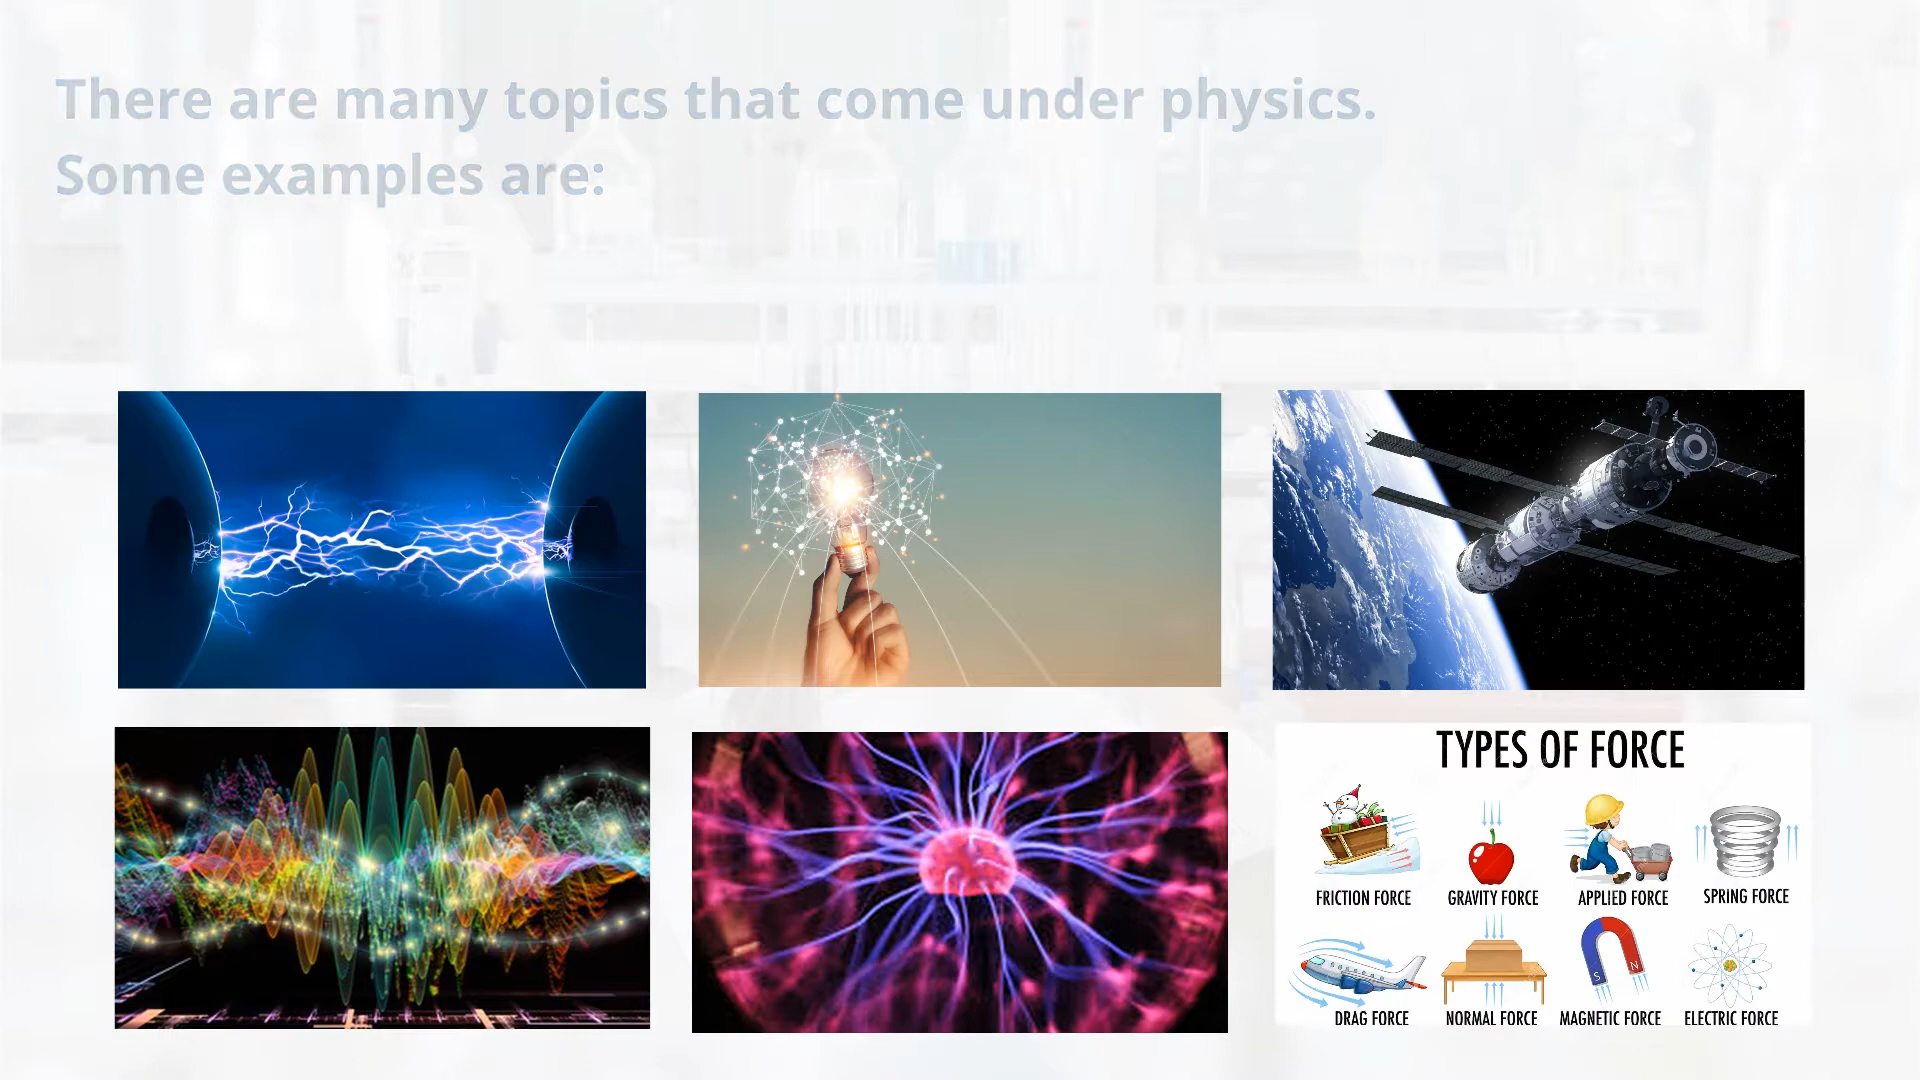 There are many topics that come under physics.
Some examples are:
TYPES OF FORCE
FRICTION FORCE
GRAVITY FORCE
APPLIED FORCE
SPRING FORCE
S
N
DRAG FORCE
NORMAL FORCE
MAGNETIC FORCE
ELECTRIC FORCE